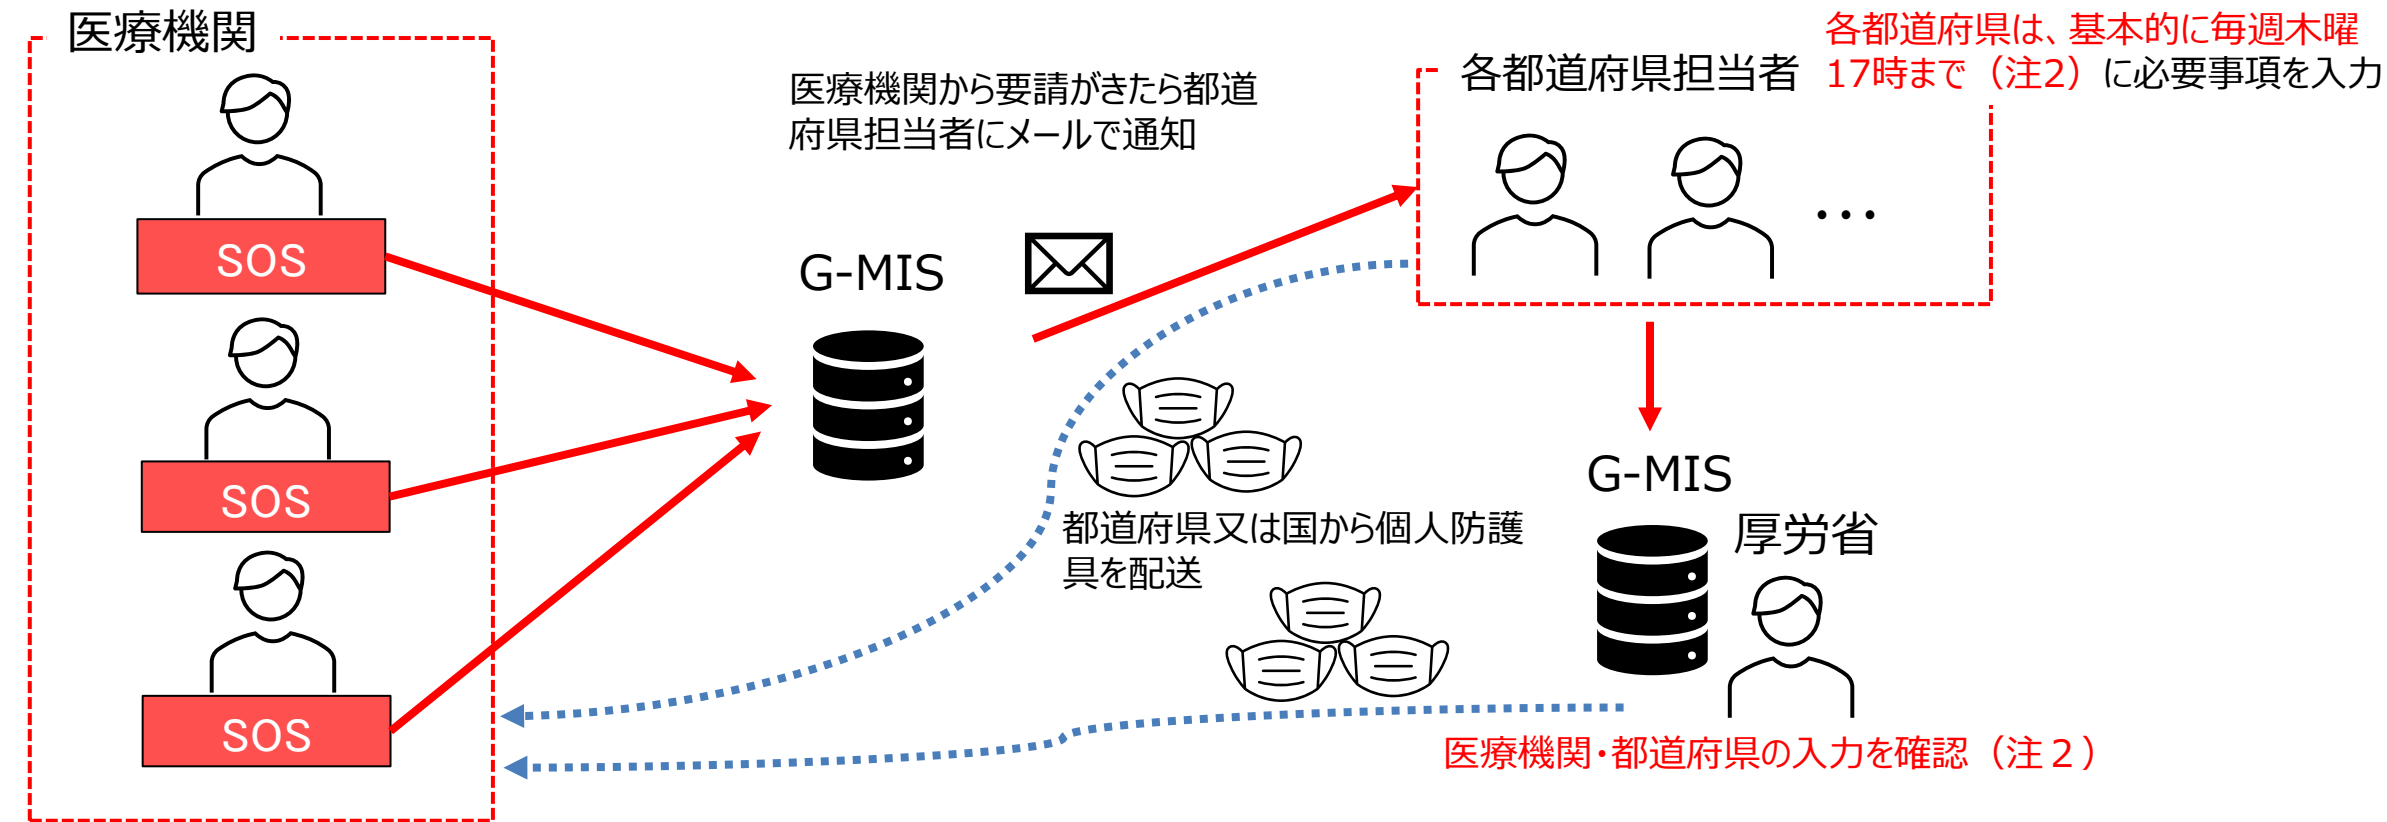 医療機関
SOS
SOS
SOS
医療機関から要請がきたら都道
府県担当者にメールで通知
G-MIS
各都道府県担当者
各都道府県は、基本的に毎週木曜
17時まで（注2）に必要事項を入力
・・・
都道府県又は国から個人防護
具を配送
G-MIS
厚労省
医療機関・都道府県の入力を確認（注２）